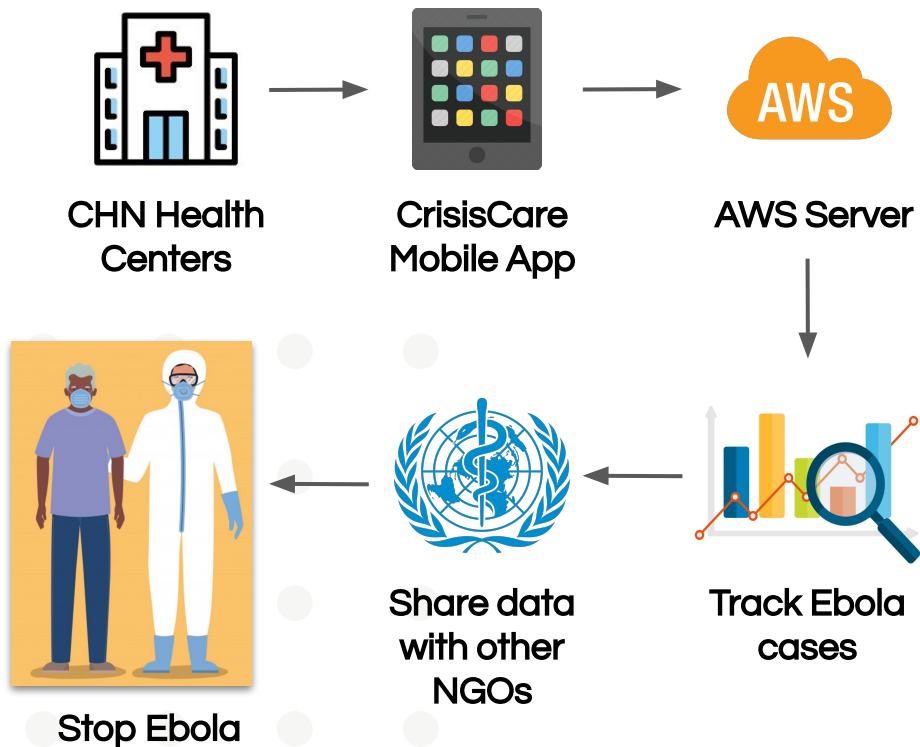 CHN Health
Centers
CrisisCare
Mobile App
AWS
AWS Server
Track Ebola
cases
Share data
with other
NGOs
Stop Ebola